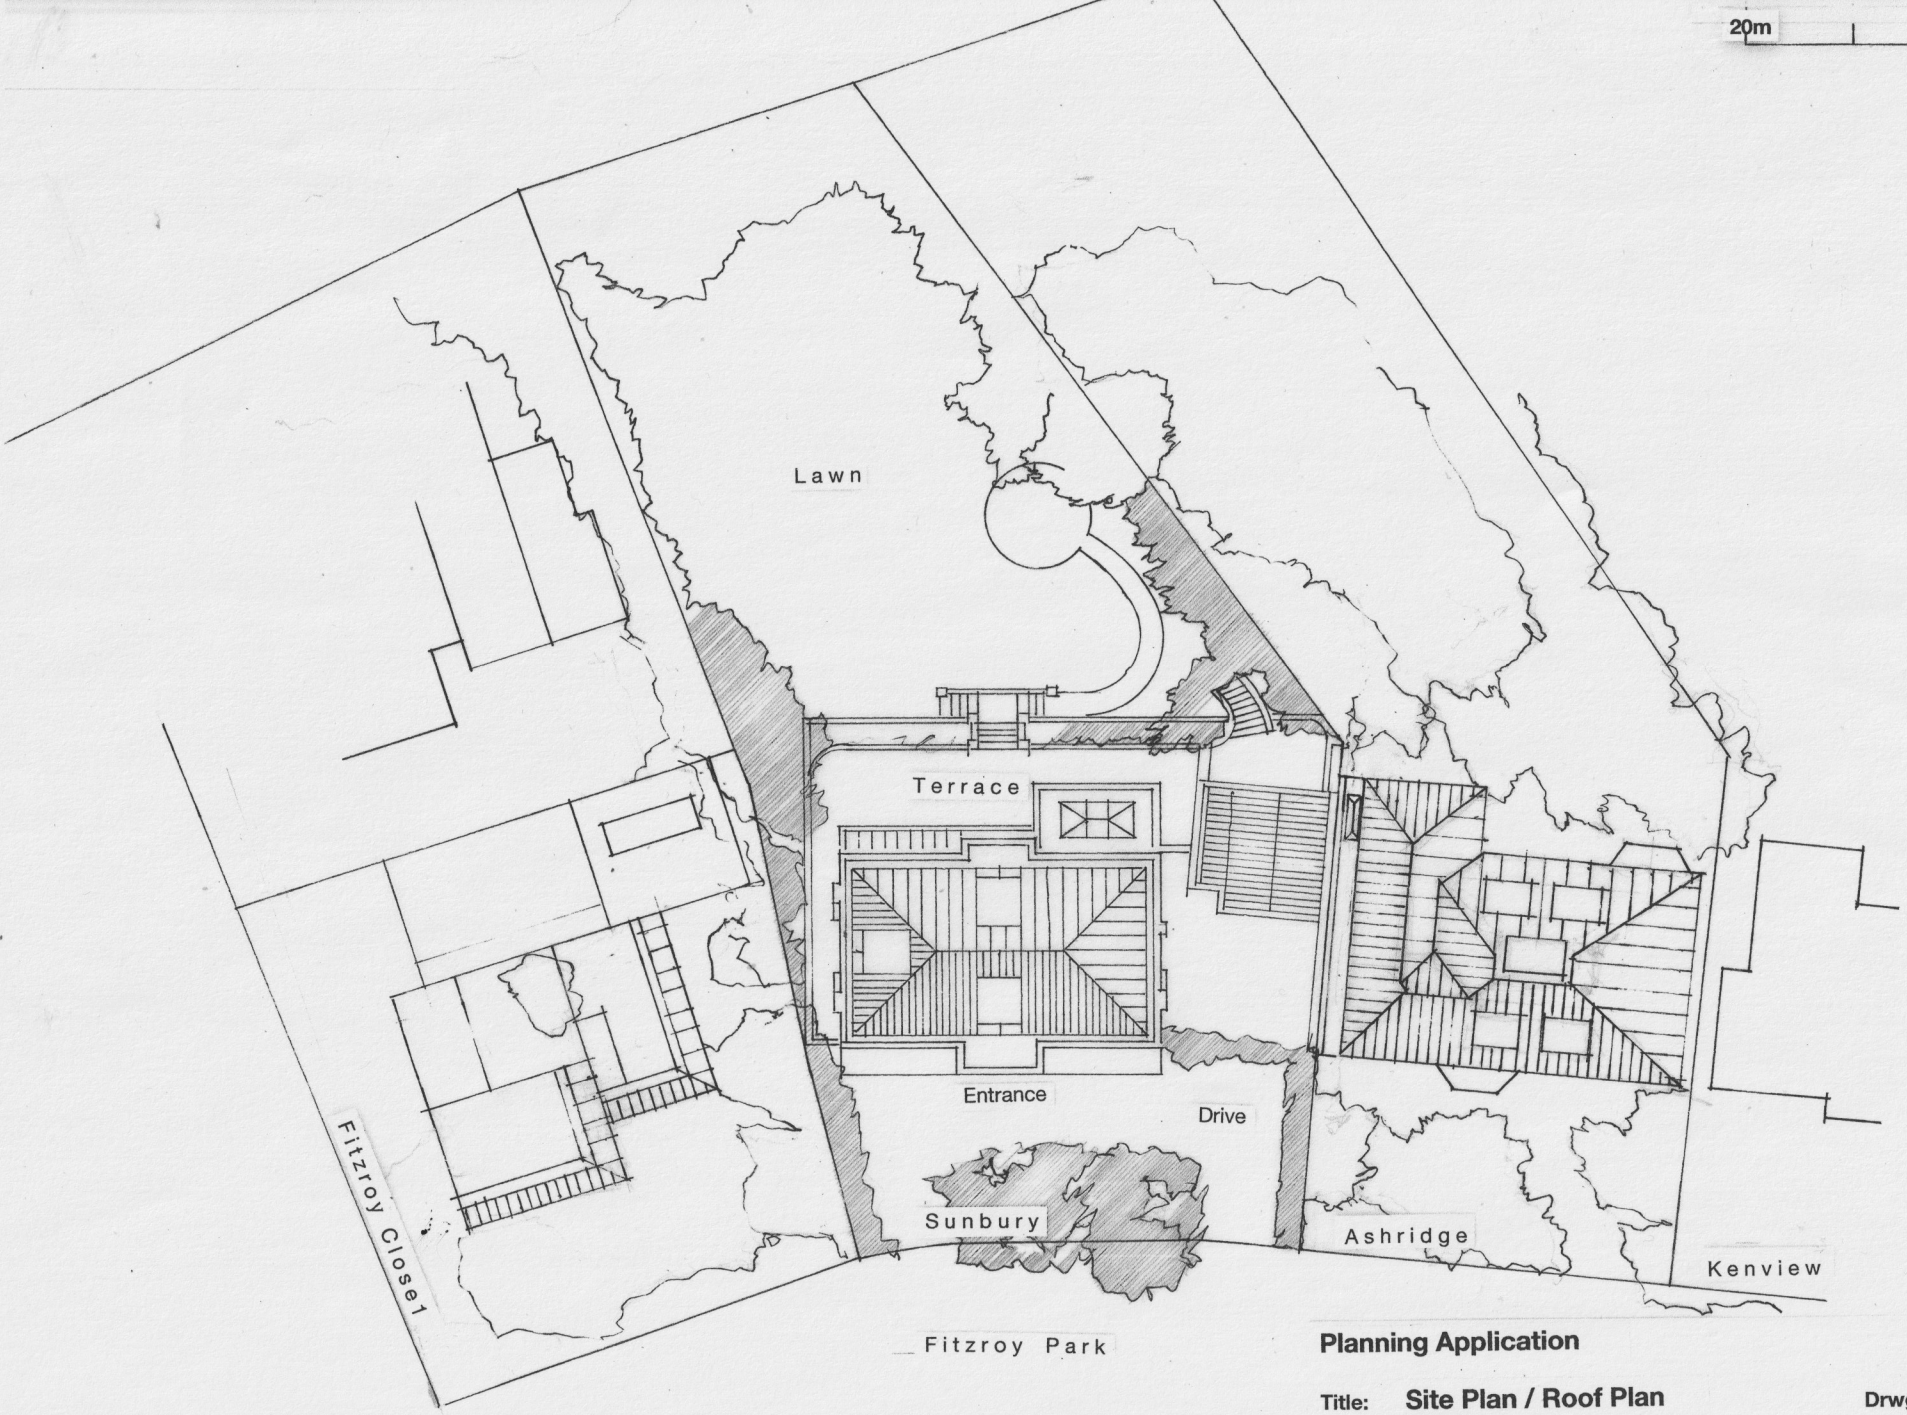 20m
Lawn
Terrace
Entrance
Drive
Sunbury
Ashridge
Kenview
Fitzroy Close1
Fitzroy Park
Planning Application
Title: Site Plan / Roof Plan